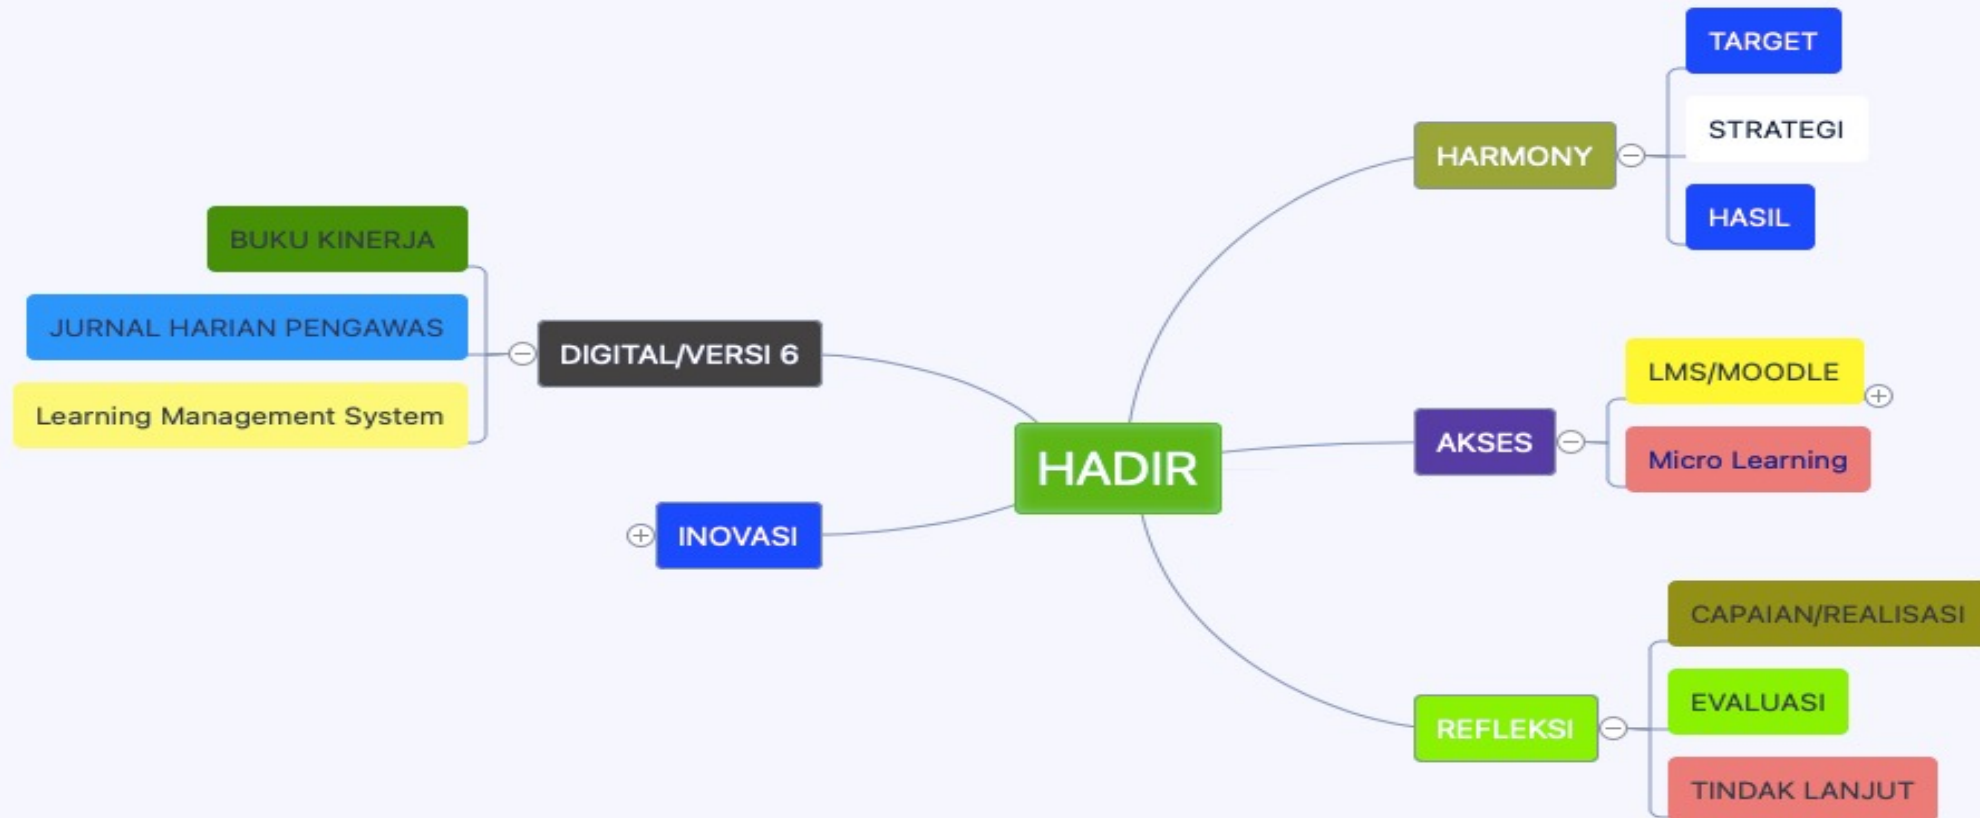 HADIR
HARMONY
TARGET
STRATEGI
HASIL
AKSES
LMS/MOODLE
Micro Learning
REFLEKSI
CAPAIAN/REALISASI
EVALUASI
TINDAK LANJUT
DIGITAL/VERSI 6
BUKU KINERJA
JURNAL HARIAN PENGAWAS
Learning Management System
INOVASI